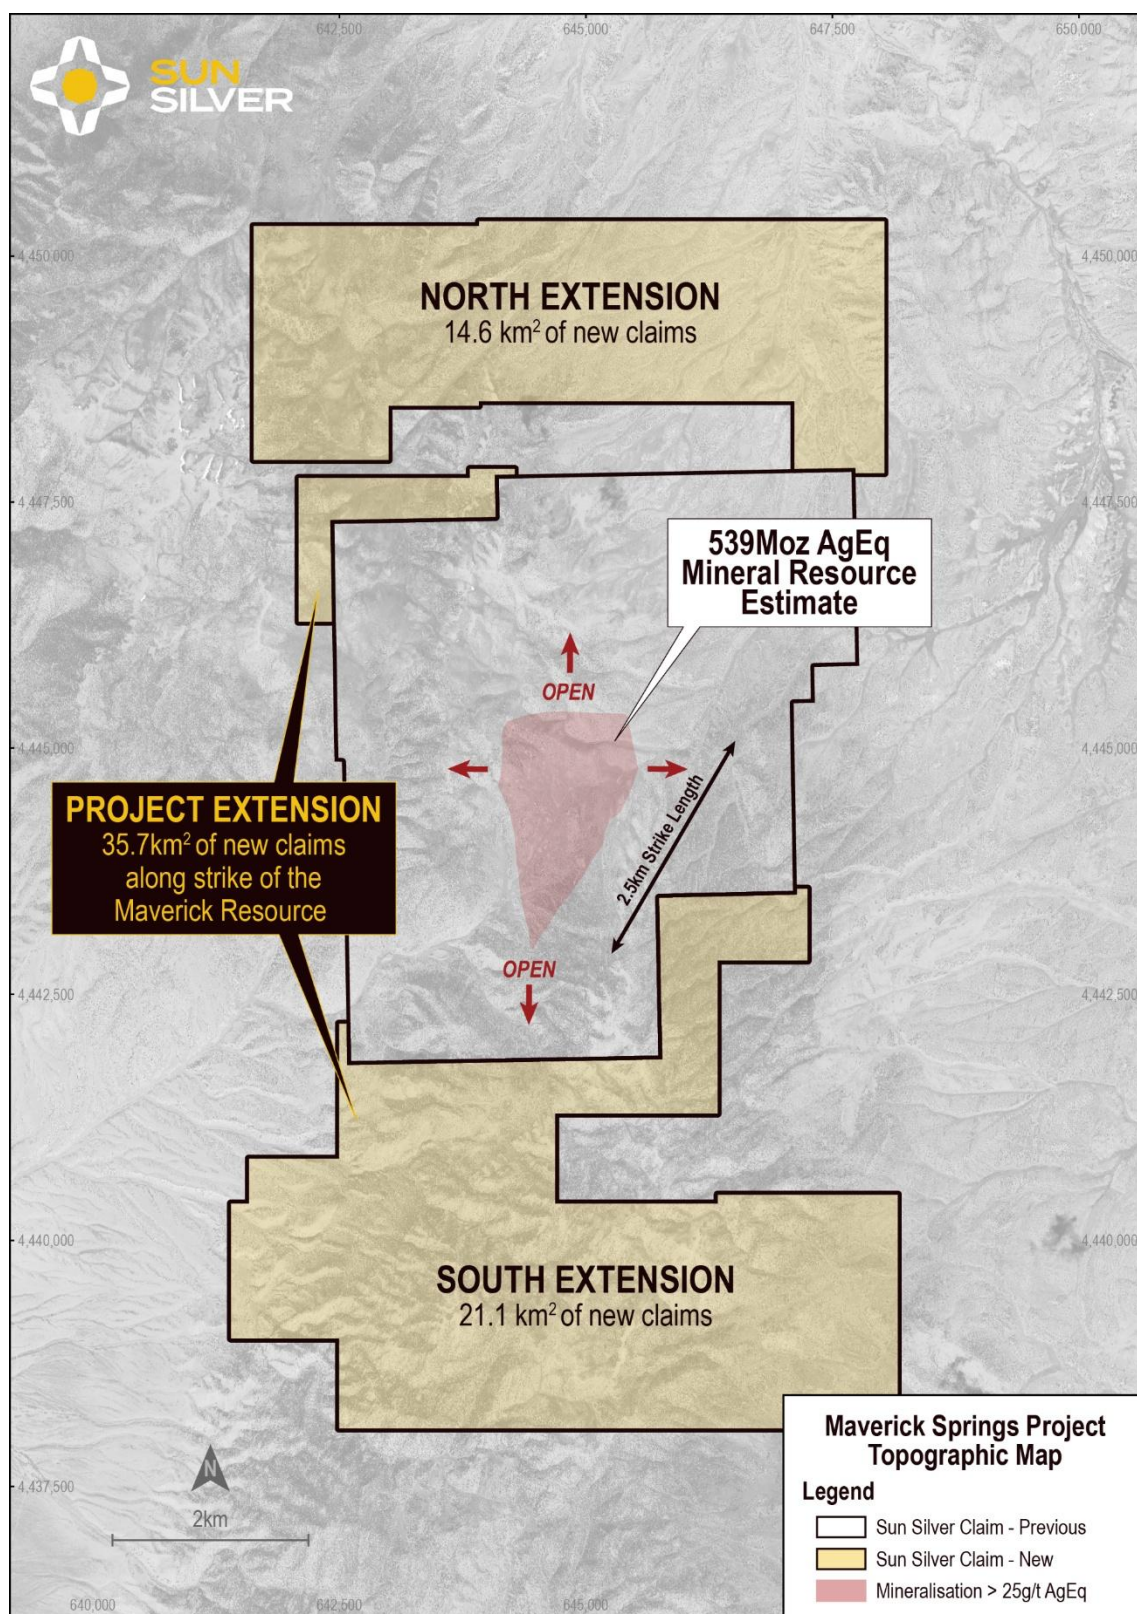 642,500
645,000
647,500
650,000
SUN
SILVER
4,450,000
4,450,000
NORTH EXTENSION
14.6 km² of new claims
4,447,500
4,447,500
539Moz AgEq
Mineral Resource
Estimate
OPEN
4,445,000
4,445,000
2.5km Strike Length
PROJECT EXTENSION
35.7km² of new claims
along strike of the
Maverick Resource
OPEN
4,442,500
4,442,500
4,440,000
4,440,000
SOUTH EXTENSION
21.1 km² of new claims
N
2km
4,437,500
Maverick Springs Project
Topographic Map
Legend
Sun Silver Claim - Previous
Sun Silver Claim - New
Mineralisation > 25g/t AgEq
640,000
642,500
645,000